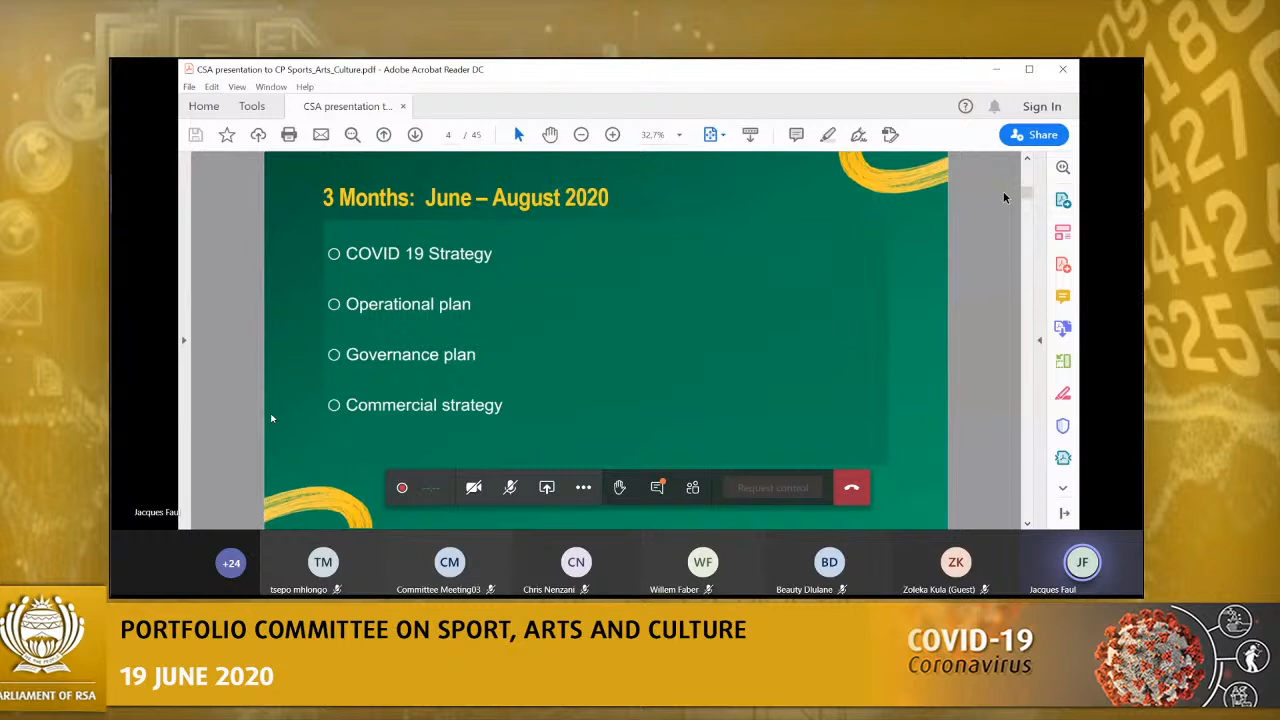 CSA presentation to CP Sports_Arts_Culture.pdf - Adobe Acrobat Reader DC
File Edit View Window Help
Home Tools CSA presentation t... × Sign In
4 / 45 32,7% Share
3 Months: June – August 2020
COVID 19 Strategy
Operational plan
Governance plan
Commercial strategy
Request control
Jacques Fau
+24 TM CM CN WF BD ZK JF
tsepo mhlongo Committee Meeting03 Chris Nenzani Willem Faber Beauty Dlulane Zoleka Kula (Guest) Jacques Faul
PORTFOLIO COMMITTEE ON SPORT, ARTS AND CULTURE
19 JUNE 2020
COVID-19
Coronavirus
ARLIAMENT OF RSA